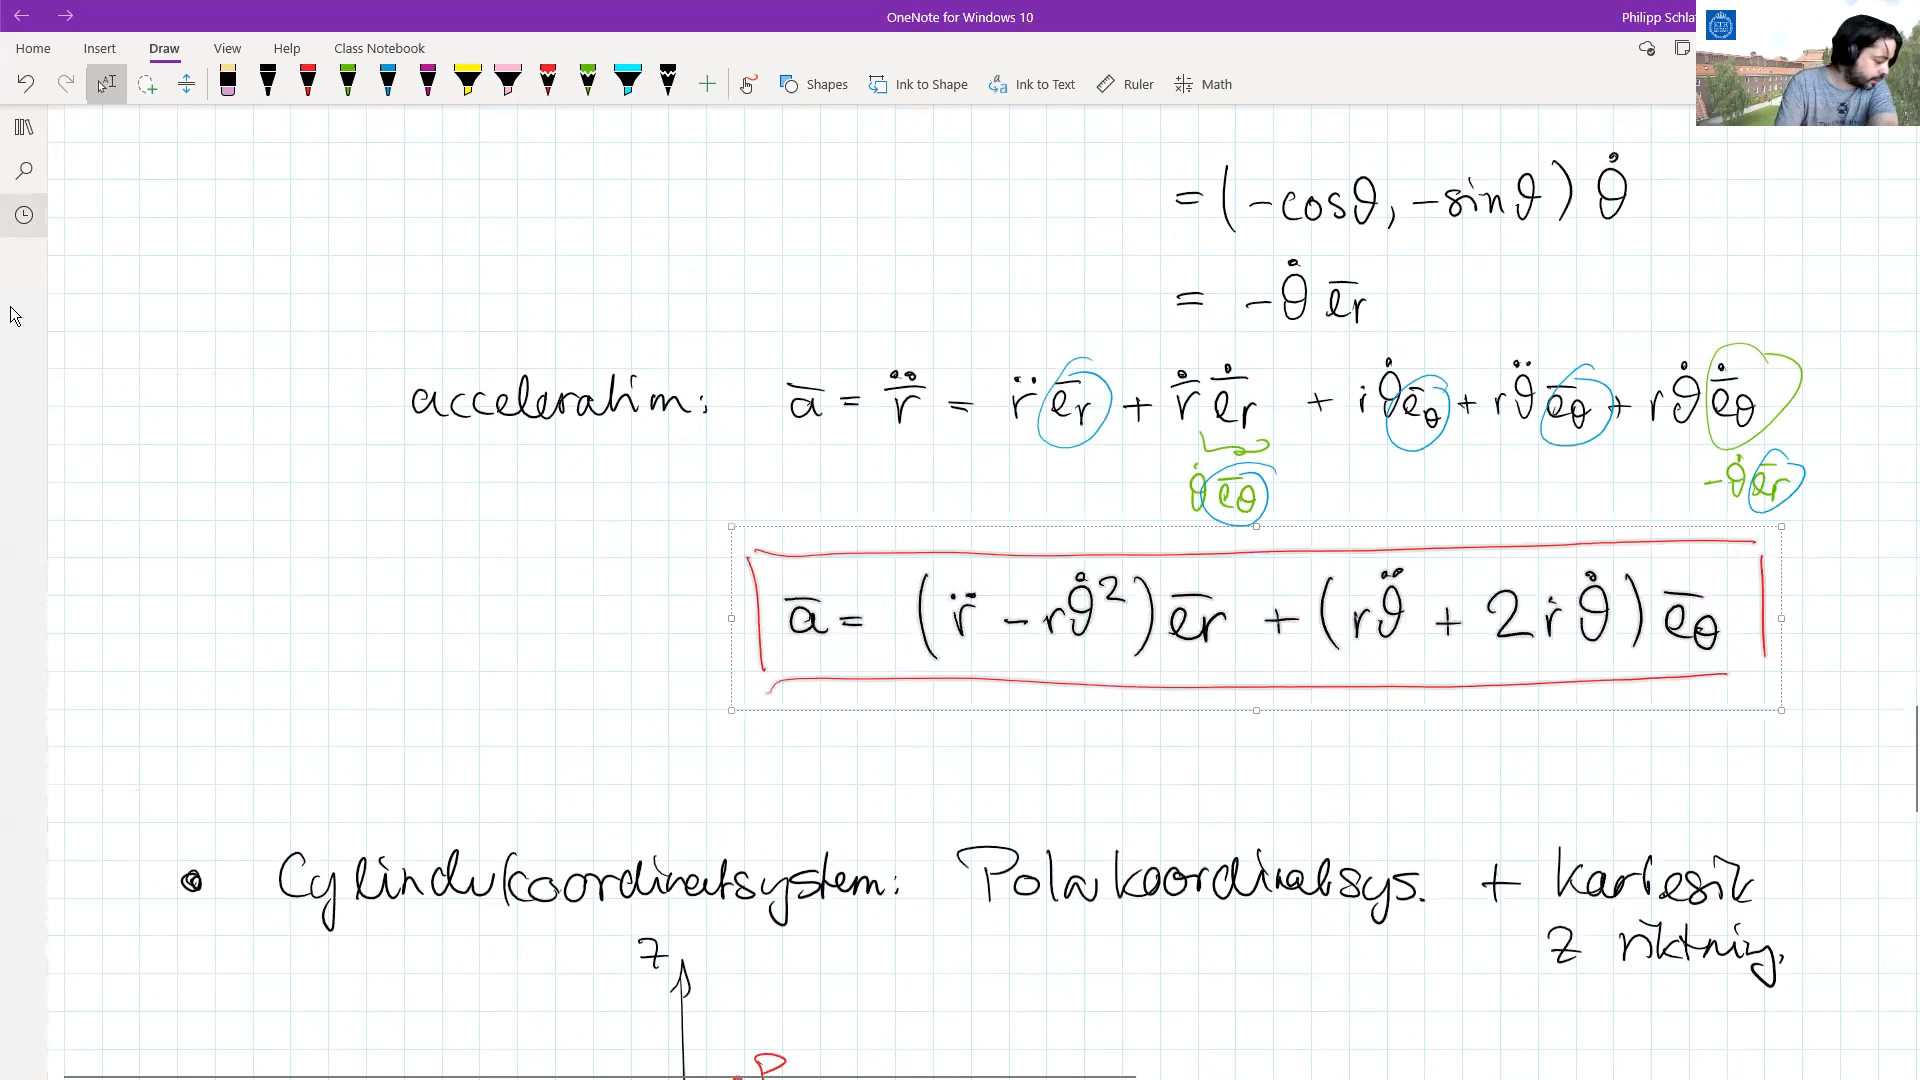 OneNote for Windows 10
Philipp Schla
Home Insert Draw View Help Class Notebook
Shapes Ink to Shape Ink to Text Ruler Math
= (-cosθ, -sinθ) θ̇
= -θ̇ ēr
acceleration: ā = r̄̈ = r̈ ēr + ṙ ē̇r + ṙθ̇ēθ + rθ̈ ēθ + rθ̇ ē̇θ
θ̇ ēθ -θ̇ ēr
ā = (r̈ - rθ̇²) ēr + (rθ̈ + 2ṙθ̇) ēθ
• Cylinderkoordinatsystem: Polarkoordinatsys. + kartesik
z riktning.
z
P